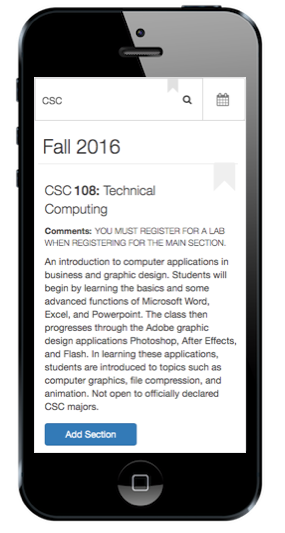 CSC
Fall 2016
CSC 108: Technical
Computing
Comments: YOU MUST REGISTER FOR A LAB
WHEN REGISTERING FOR THE MAIN SECTION.
An introduction to computer applications in
business and graphic design. Students will
begin by learning the basics and some
advanced functions of Microsoft Word,
Excel, and Powerpoint. The class then
progresses through the Adobe graphic
design applications Photoshop, After Effects,
and Flash. In learning these applications,
students are introduced to topics such as
computer graphics, file compression, and
animation. Not open to officially declared
CSC majors.
Add Section